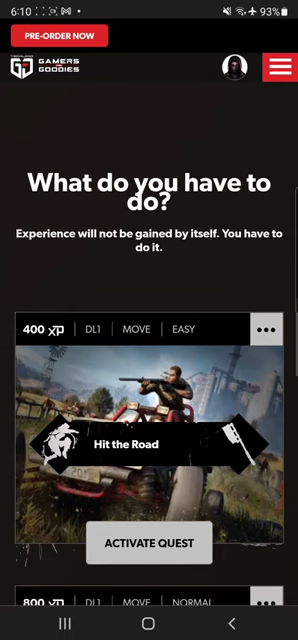 6:10
93%
PRE-ORDER NOW
TECHLAND
GAMERS
GOODIES
What do you have to
do?
Experience will not be gained by itself. You have to
do it.
400 XP DL1 MOVE EASY
Hit the Road
ACTIVATE QUEST
800 XP DL1 MOVE NORMAL